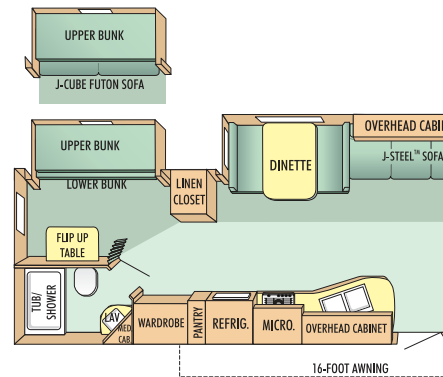 UPPER BUNK
J-CUBE FUTON SOFA
UPPER BUNK
LOWER BUNK
LINEN
CLOSET
DINETTE
OVERHEAD CABI
J-STEEL™ SOFA
FLIP UP
TABLE
TUB/
SHOWER
LAV
MED.
CAB.
WARDROBE
PANTRY
REFRIG.
MICRO.
OVERHEAD CABINET
16-FOOT AWNING